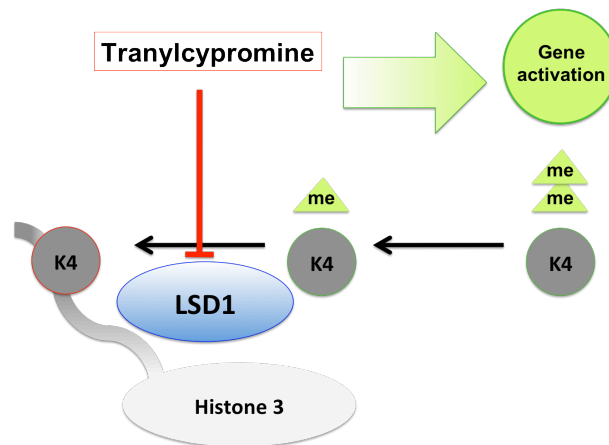 Tranylcypromine
Gene
activation
me
me
me
K4
K4
K4
LSD1
Histone 3